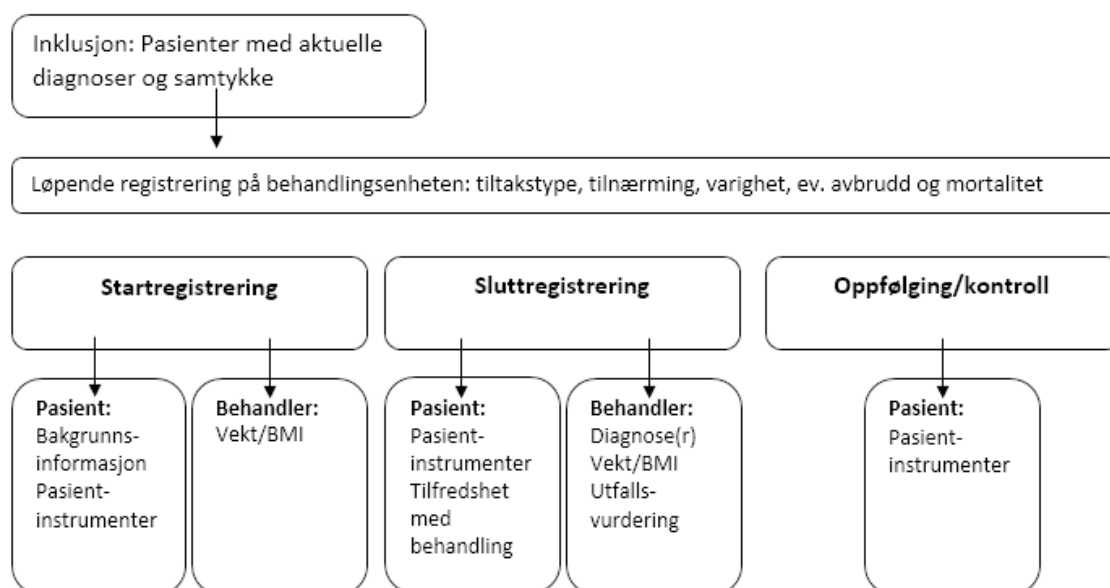 Inklusjon: Pasienter med aktuelle
diagnoser og samtykke
Løpende registrering på behandlingsenheten: tiltakstype, tilnærming, varighet, ev. avbrudd og mortalitet
Startregistrering
Sluttregistrering
Oppfølging/kontroll
Pasient:
Bakgrunns-
informasjon
Pasient-
instrumenter
Behandler:
Vekt/BMI
Pasient:
Pasient-
instrumenter
Tilfredshet
med
behandling
Behandler:
Diagnose(r)
Vekt/BMI
Utfalls-
vurdering
Pasient:
Pasient-
instrumenter